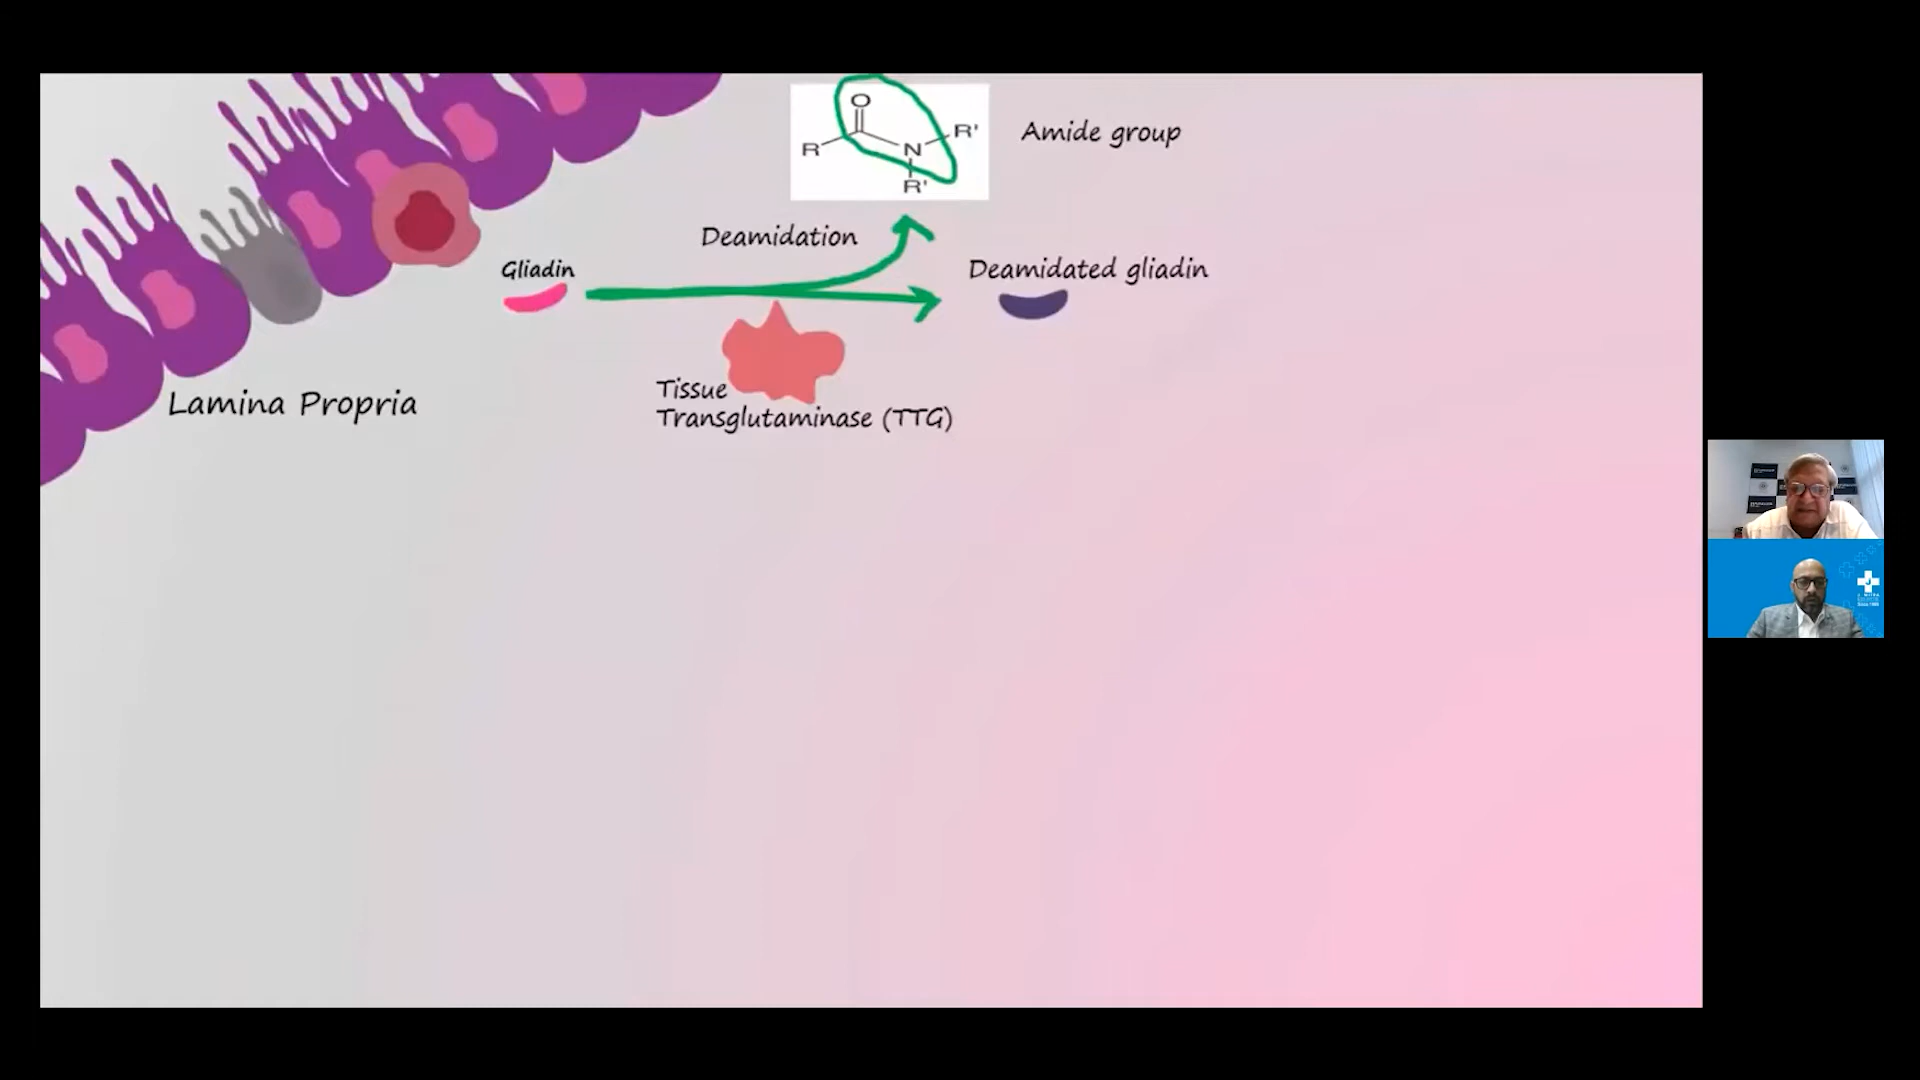 O
R
N
R'
R'
Amide group
Deamidation
Gliadin
Deamidated gliadin
Tissue
Transglutaminase (TTG)
Lamina Propria